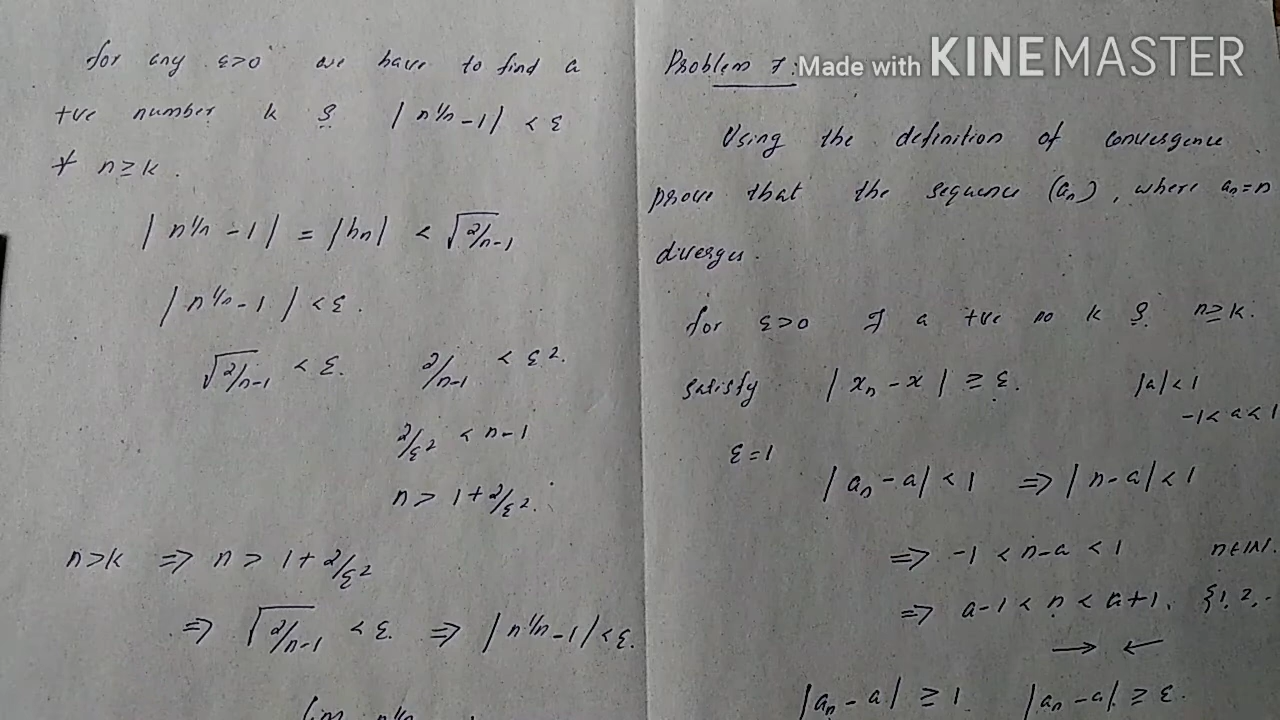 for any ε>0 we have to find a
+ve number k ∋ |n^1/n -1| < ε
∀ n≥k.
|n^1/n - 1| = |hn| < √2/n-1
|n^1/n - 1| < ε.
√2/n-1 < ε. 2/n-1 < ε².
2/ε² < n-1
n > 1+2/ε².
n>k ⇒ n > 1+2/ε²
⇒ √2/n-1 < ε. ⇒ |n^1/n-1| < ε.
Made with KINEMASTER
Problem 7:
Using the definition of convergence
prove that the sequence (an), where an=n
diverges.
for ε>0 ∃ a +ve no k ∋ n≥k.
satisfy |xn - x| ≥ ε. |a|<1
-1<a<1
ε=1
|an - a| < 1 ⇒ |n-a|<1
⇒ -1 < n-a < 1 n∈IN.
⇒ a-1 < n < a+1. {1, 2, -
→ ←
|an - a| ≥ 1 |an - a| ≥ ε.